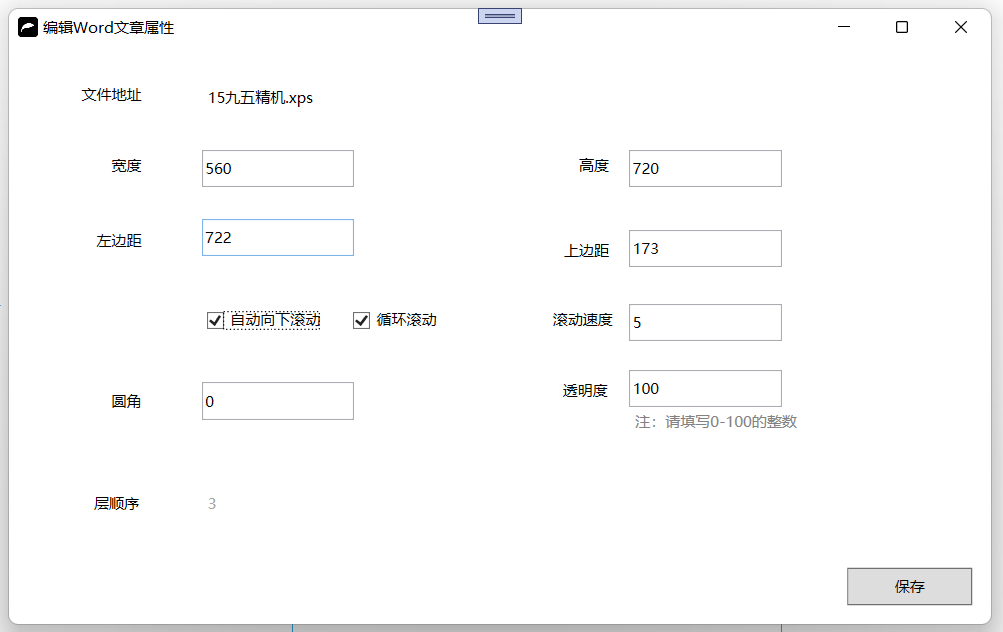 编辑Word文章属性
文件地址 15九五精机.xps
宽度 560 高度 720
左边距 722 上边距 173
自动向下滚动 循环滚动 滚动速度 5
圆角 0 透明度 100
注：请填写0-100的整数
层顺序 3
保存